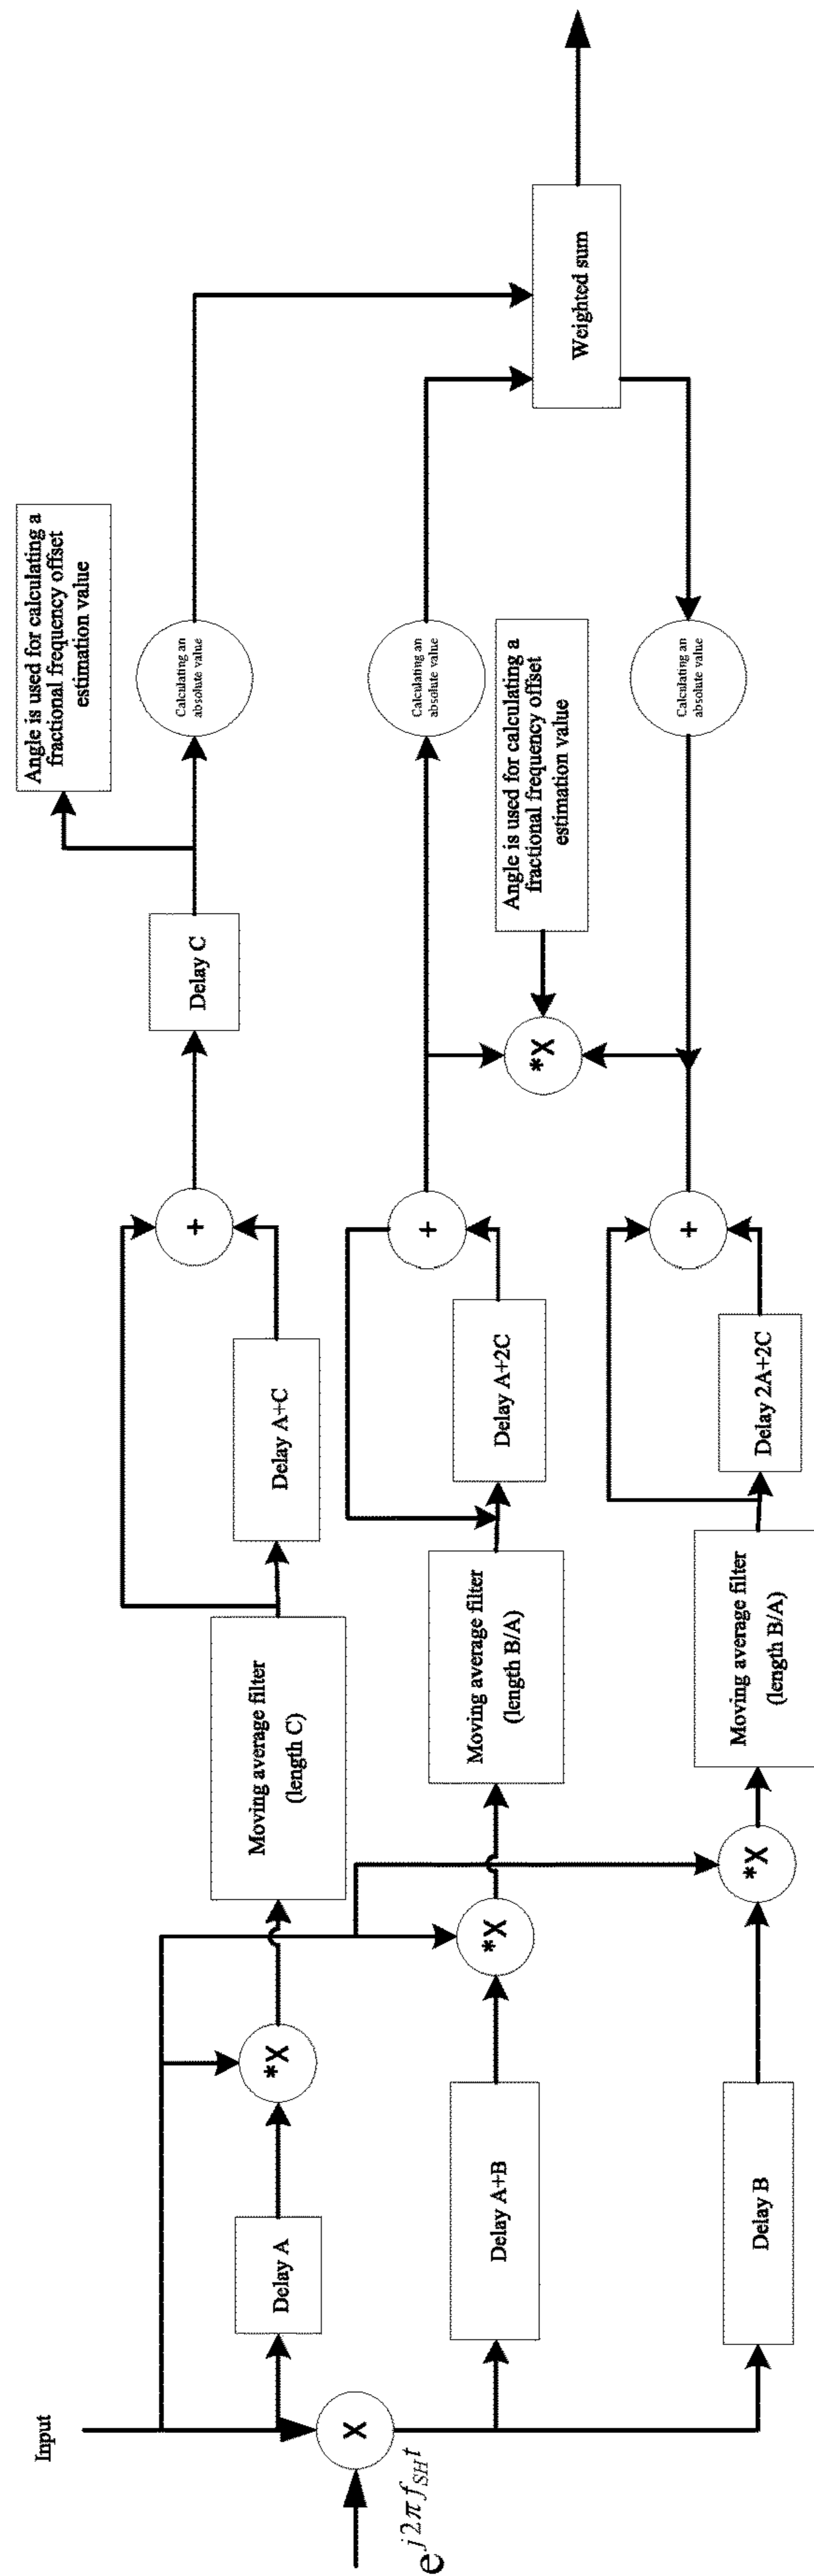 Input
e^{j2πf_{SH}t}
X
Delay A
Delay A+B
Delay B
*X
*X
*X
Moving average filter
(length C)
Moving average filter
(length B/A)
Moving average filter
(length B/A)
Delay A+C
Delay A+2C
Delay 2A+2C
+
+
+
Delay C
*X
Angle is used for calculating a
fractional frequency offset
estimation value
Angle is used for calculating a
fractional frequency offset
estimation value
Calculating an
absolute value
Calculating an
absolute value
Calculating an
absolute value
Weighted sum